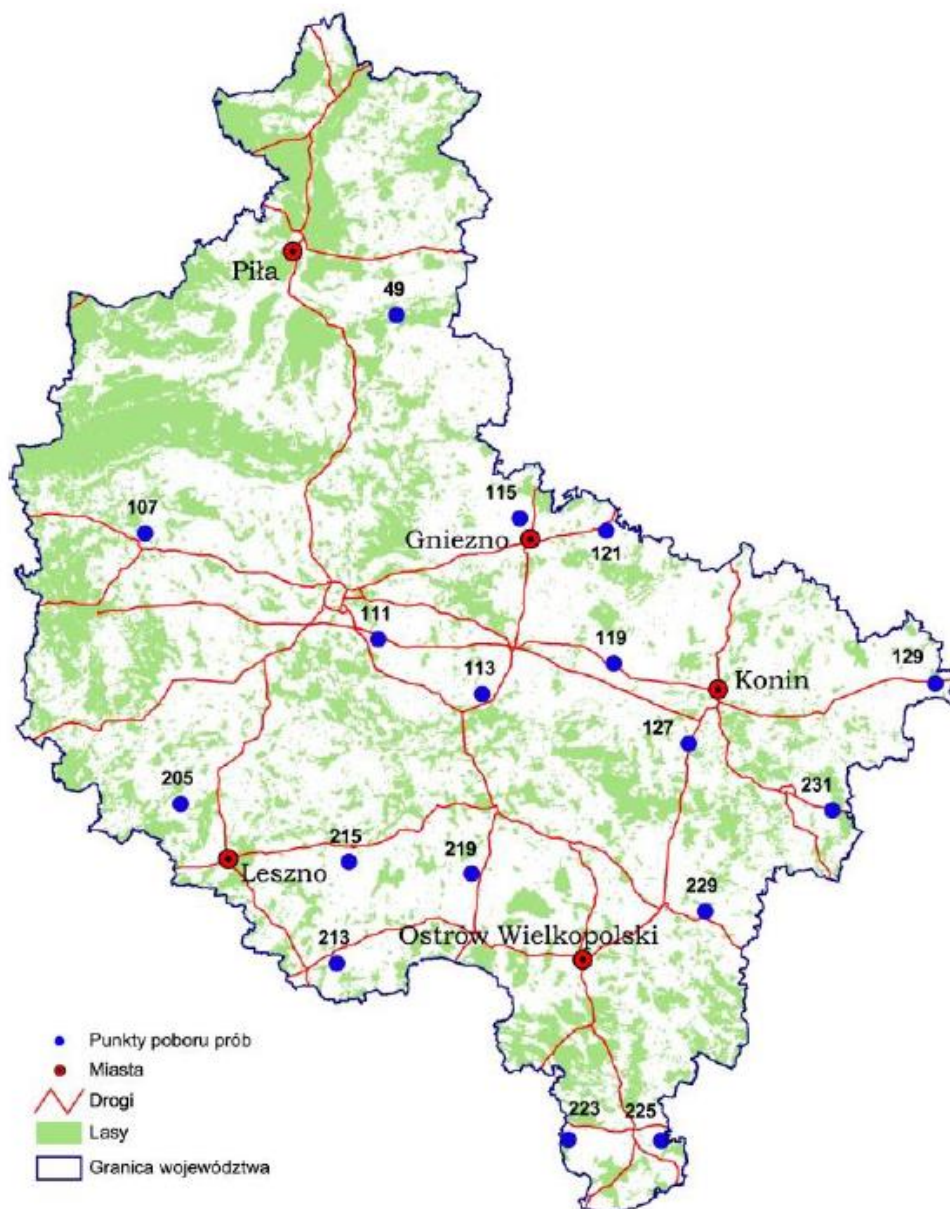 Piła
49
115
107
Gniezno
121
111
119
129
113
Konin
127
205
231
215
219
Leszno
229
Ostrów Wielkopolski
213
Punkty poboru prób
Miasta
Drogi
223
225
Lasy
Granica województwa